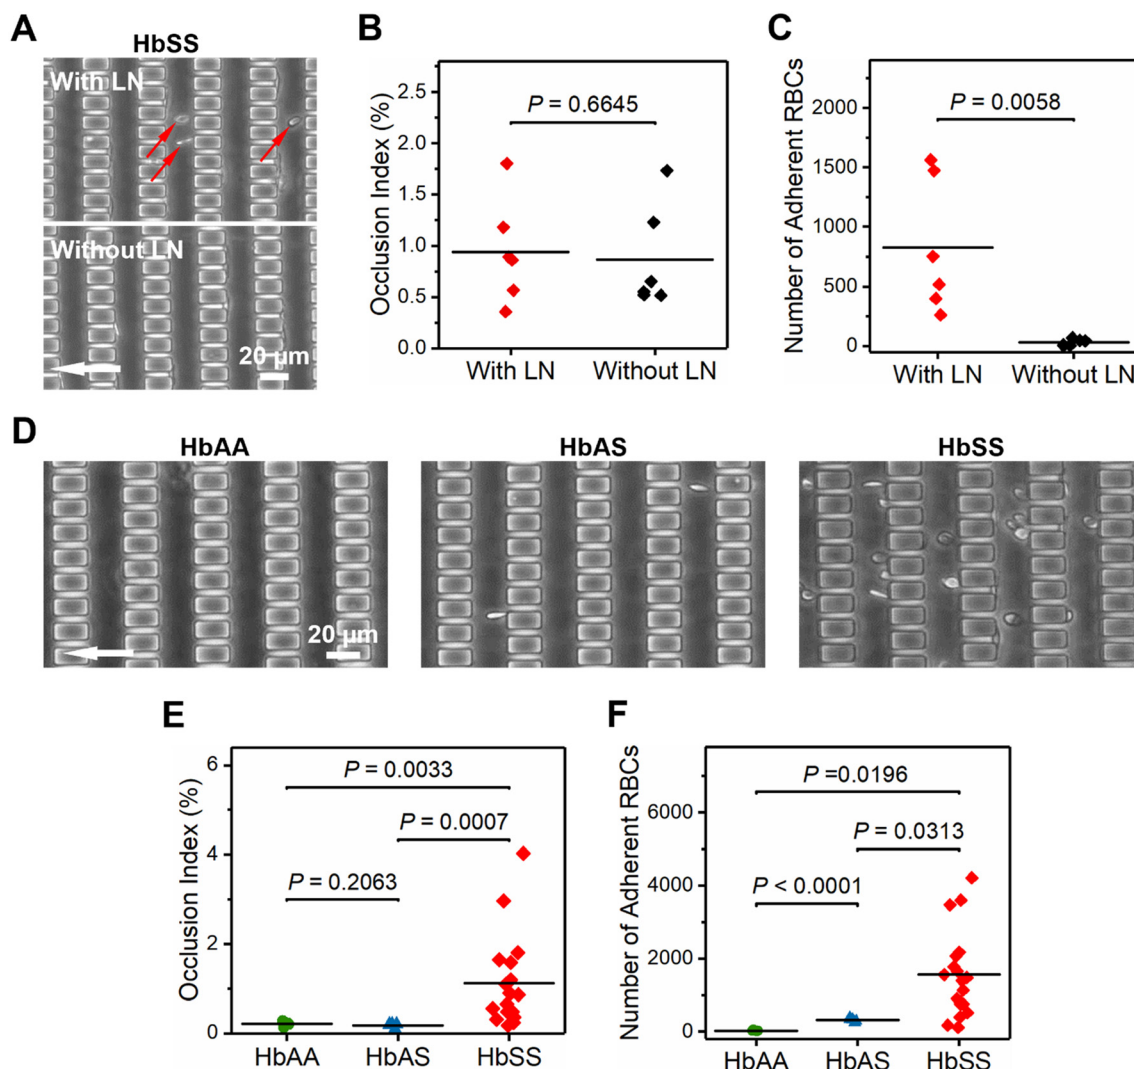 A
HbSS
With LN
Without LN
20 µm
B
Occlusion Index (%)
2.5
2.0
1.5
1.0
0.5
0.0
P = 0.6645
With LN
Without LN
C
Number of Adherent RBCs
2000
1500
1000
500
0
P = 0.0058
With LN
Without LN
D
HbAA
HbAS
HbSS
20 µm
E
Occlusion Index (%)
6
4
2
0
P = 0.0033
P = 0.0007
P = 0.2063
HbAA
HbAS
HbSS
F
Number of Adherent RBCs
6000
4000
2000
0
P =0.0196
P = 0.0313
P < 0.0001
HbAA
HbAS
HbSS